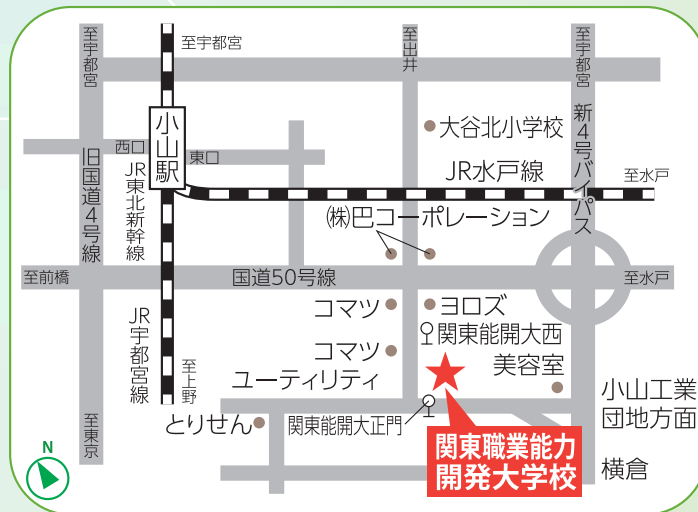 至宇都宮
至宇都宮
至出井
至宇都宮
大谷北小学校
新4号バイパス
小山駅
西口
東口
旧国道4号線
JR東北新幹線
JR水戸線
至水戸
㈱巴コーポレーション
至前橋
国道50号線
至水戸
コマツ
ヨロズ
JR宇都宮線
関東能開大西
コマツ
ユーティリティ
美容室
至上野
小山工業
団地方面
至東京
とりせん
関東能開大正門
関東職業能力
開発大学校
横倉
N